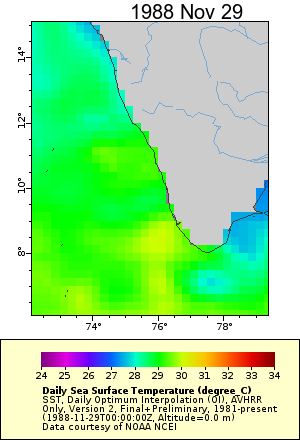 1988 Nov 29
14°
12°
10°
8°
74°
76°
78°
24 25 26 27 28 29 30 31 32 33 34
Daily Sea Surface Temperature (degree_C)
SST, Daily Optimum Interpolation (OI), AVHRR
Only, Version 2, Final+Preliminary, 1981-present
(1988-11-29T00:00:00Z, Altitude=0.0 m)
Data courtesy of NOAA NCEI